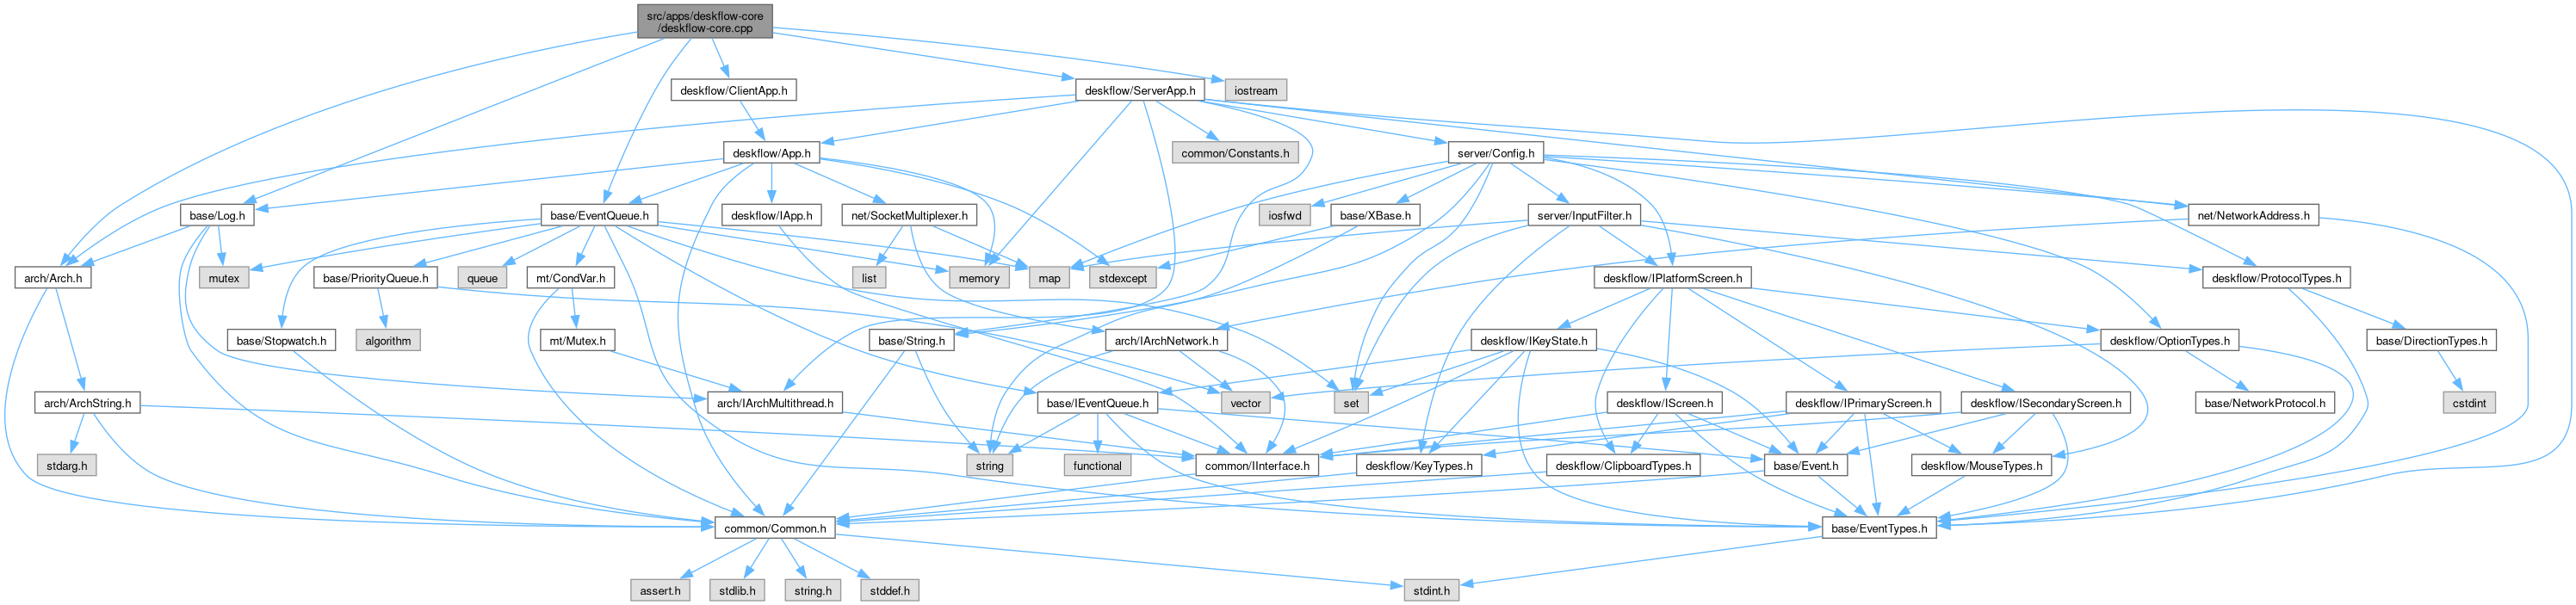 src/apps/deskflow-core
/deskflow-core.cpp
deskflow/ClientApp.h
deskflow/ServerApp.h
iostream
deskflow/App.h
common/Constants.h
server/Config.h
base/Log.h
base/EventQueue.h
deskflow/IApp.h
net/SocketMultiplexer.h
iosfwd
base/XBase.h
server/InputFilter.h
net/NetworkAddress.h
arch/Arch.h
mutex
base/PriorityQueue.h
queue
mt/CondVar.h
list
memory
map
stdexcept
deskflow/IPlatformScreen.h
deskflow/ProtocolTypes.h
base/Stopwatch.h
algorithm
mt/Mutex.h
base/String.h
arch/IArchNetwork.h
deskflow/IKeyState.h
deskflow/OptionTypes.h
base/DirectionTypes.h
arch/ArchString.h
arch/IArchMultithread.h
base/IEventQueue.h
vector
set
deskflow/IScreen.h
deskflow/IPrimaryScreen.h
deskflow/ISecondaryScreen.h
base/NetworkProtocol.h
cstdint
stdarg.h
string
functional
common/IInterface.h
deskflow/KeyTypes.h
deskflow/ClipboardTypes.h
base/Event.h
deskflow/MouseTypes.h
common/Common.h
base/EventTypes.h
assert.h
stdlib.h
string.h
stddef.h
stdint.h